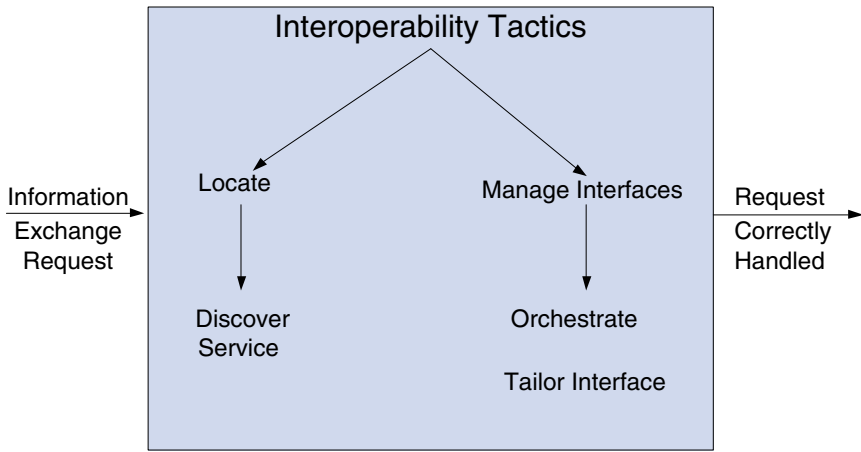 Interoperability Tactics
Locate
Manage Interfaces
Information
Exchange
Request
Request
Correctly
Handled
Discover
Service
Orchestrate
Tailor Interface